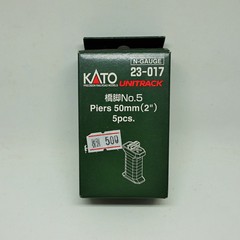 N-GAUGE
23-017
KATO
UNITRACK
橋脚No.5
Piers 50mm(2")
5pcs.
500